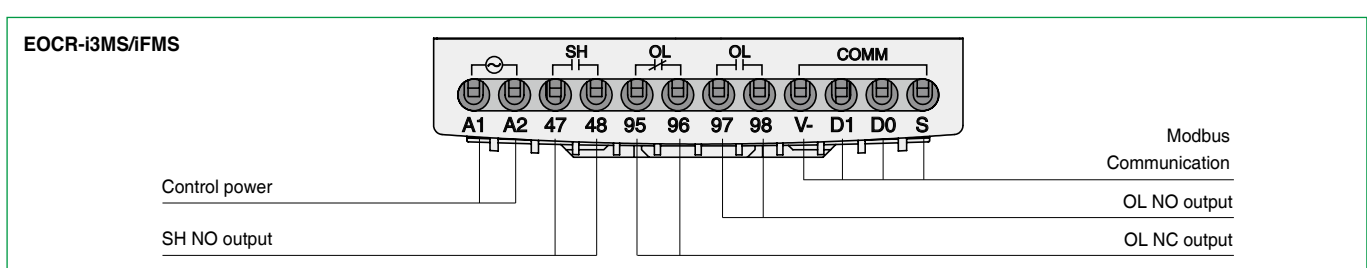 EOCR-i3MS/iFMS
SH OL OL COMM
A1 A2 47 48 95 96 97 98 V- D1 D0 S
Modbus
Communication
Control power
OL NO output
SH NO output
OL NC output